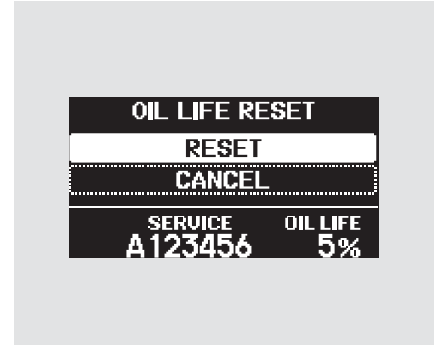 OIL LIFE RESET
RESET
CANCEL
SERVICE OIL LIFE
A123456 5%